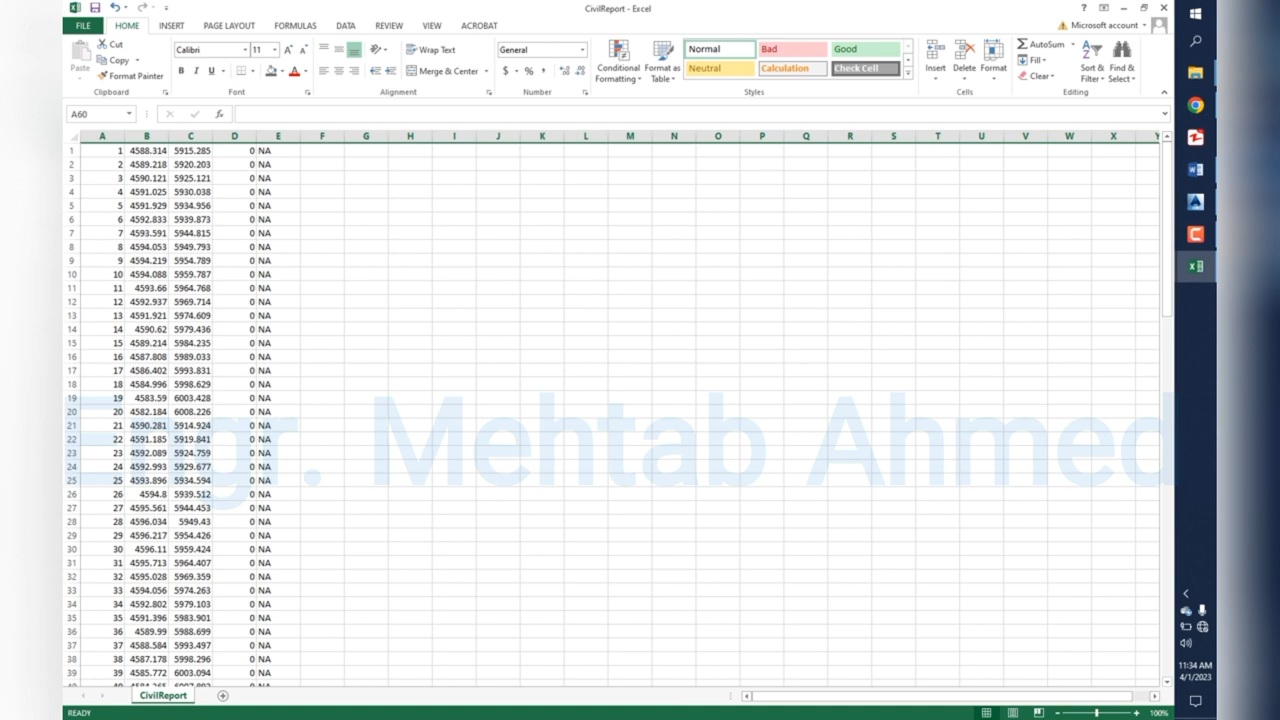 CivilReport - Excel
FILE HOME INSERT PAGE LAYOUT FORMULAS DATA REVIEW VIEW ACROBAT Microsoft account
Paste Cut Copy Format Painter Calibri 11 B I U Wrap Text Merge & Center General $ % , Conditional Formatting Format as Table Normal Bad Good Neutral Calculation Check Cell Insert Delete Format AutoSum Fill Clear Sort & Filter Find & Select
Clipboard Font Alignment Number Styles Cells Editing
A60
A B C D E F G H I J K L M N O P Q R S T U V W X Y
1 1 4588.314 5915.285 0 NA
2 2 4589.218 5920.203 0 NA
3 3 4590.121 5925.121 0 NA
4 4 4591.025 5930.038 0 NA
5 5 4591.929 5934.956 0 NA
6 6 4592.833 5939.873 0 NA
7 7 4593.591 5944.815 0 NA
8 8 4594.053 5949.793 0 NA
9 9 4594.219 5954.789 0 NA
10 10 4594.088 5959.787 0 NA
11 11 4593.66 5964.768 0 NA
12 12 4592.937 5969.714 0 NA
13 13 4591.921 5974.609 0 NA
14 14 4590.62 5979.436 0 NA
15 15 4589.214 5984.235 0 NA
16 16 4587.808 5989.033 0 NA
17 17 4586.402 5993.831 0 NA
18 18 4584.996 5998.629 0 NA
19 19 4583.59 6003.428 0 NA
20 20 4582.184 6008.226 0 NA
21 21 4590.281 5914.924 0 NA
22 22 4591.185 5919.841 0 NA
23 23 4592.089 5924.759 0 NA
24 24 4592.993 5929.677 0 NA
25 25 4593.896 5934.594 0 NA
26 26 4594.8 5939.512 0 NA
27 27 4595.561 5944.453 0 NA
28 28 4596.034 5949.43 0 NA
29 29 4596.217 5954.426 0 NA
30 30 4596.11 5959.424 0 NA
31 31 4595.713 5964.407 0 NA
32 32 4595.028 5969.359 0 NA
33 33 4594.056 5974.263 0 NA
34 34 4592.802 5979.103 0 NA
35 35 4591.396 5983.901 0 NA
36 36 4589.99 5988.699 0 NA
37 37 4588.584 5993.497 0 NA
38 38 4587.178 5998.296 0 NA
39 39 4585.772 6003.094 0 NA
Engr. Mehtab Ahmed
CivilReport
READY 100%
11:34 AM
4/1/2023